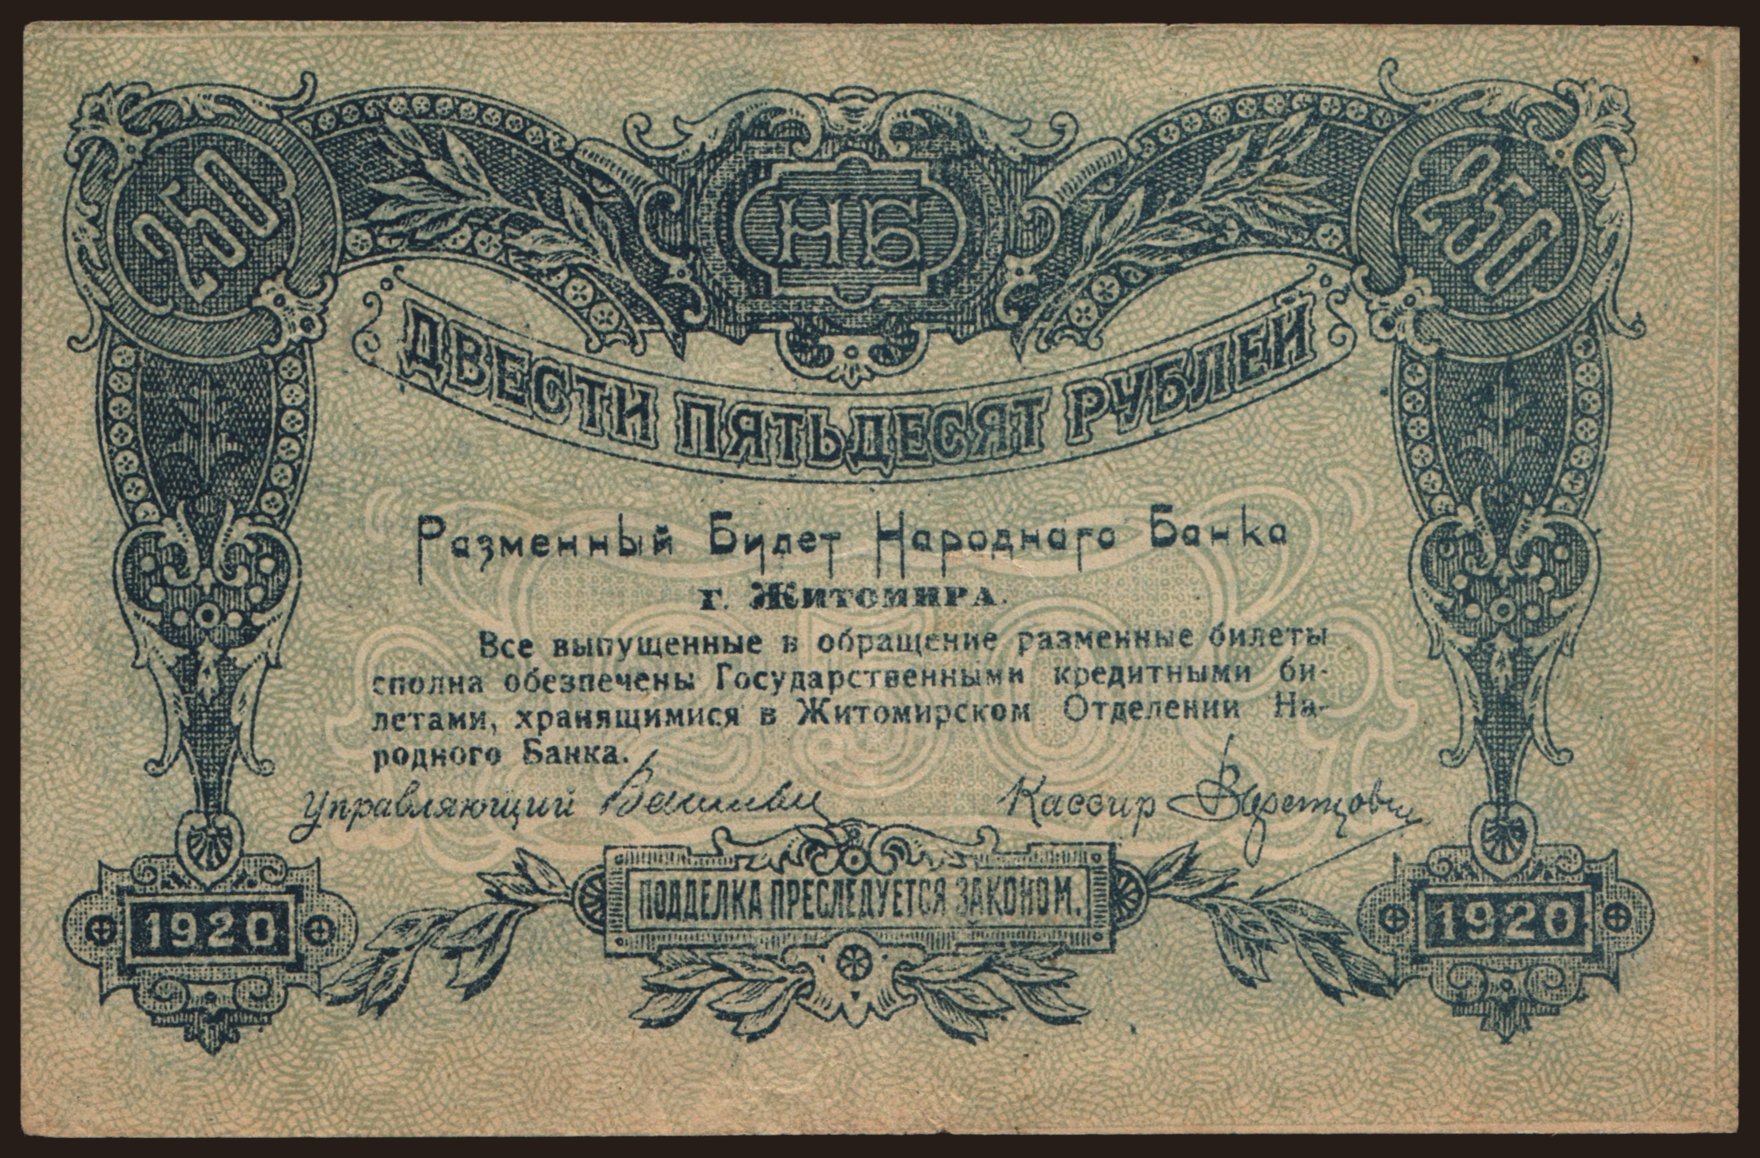 250 НБ 250
ДВЕСТИ ПЯТЬДЕСЯТ РУБЛЕЙ
Разменный Билет Народнаго Банка
г. ЖИТОМИРА.
Все выпущенные в обращение разменные билеты
сполна обезпечены Государственными кредитными би-
летами, хранящимися в Житомирском Отделении На-
родного Банка.
Управляющий Кассир
ПОДДЕЛКА ПРЕСЛЕДУЕТСЯ ЗАКОНОМ.
1920 1920